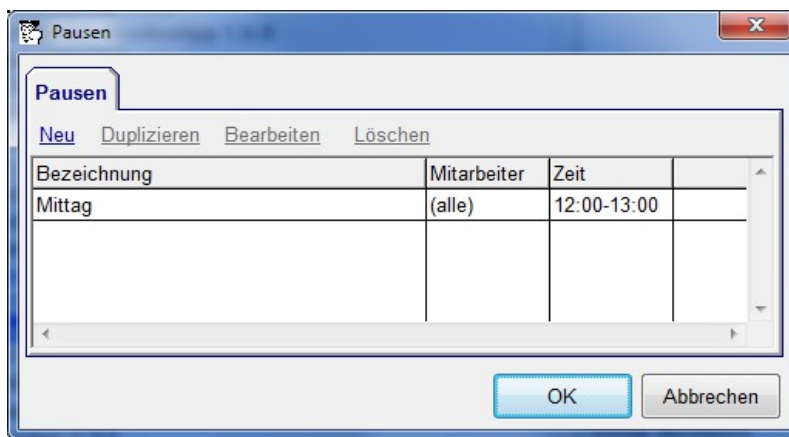 Pausen
Pausen
Neu Duplizieren Bearbeiten Löschen
Bezeichnung Mitarbeiter Zeit
Mittag (alle) 12:00-13:00
OK Abbrechen